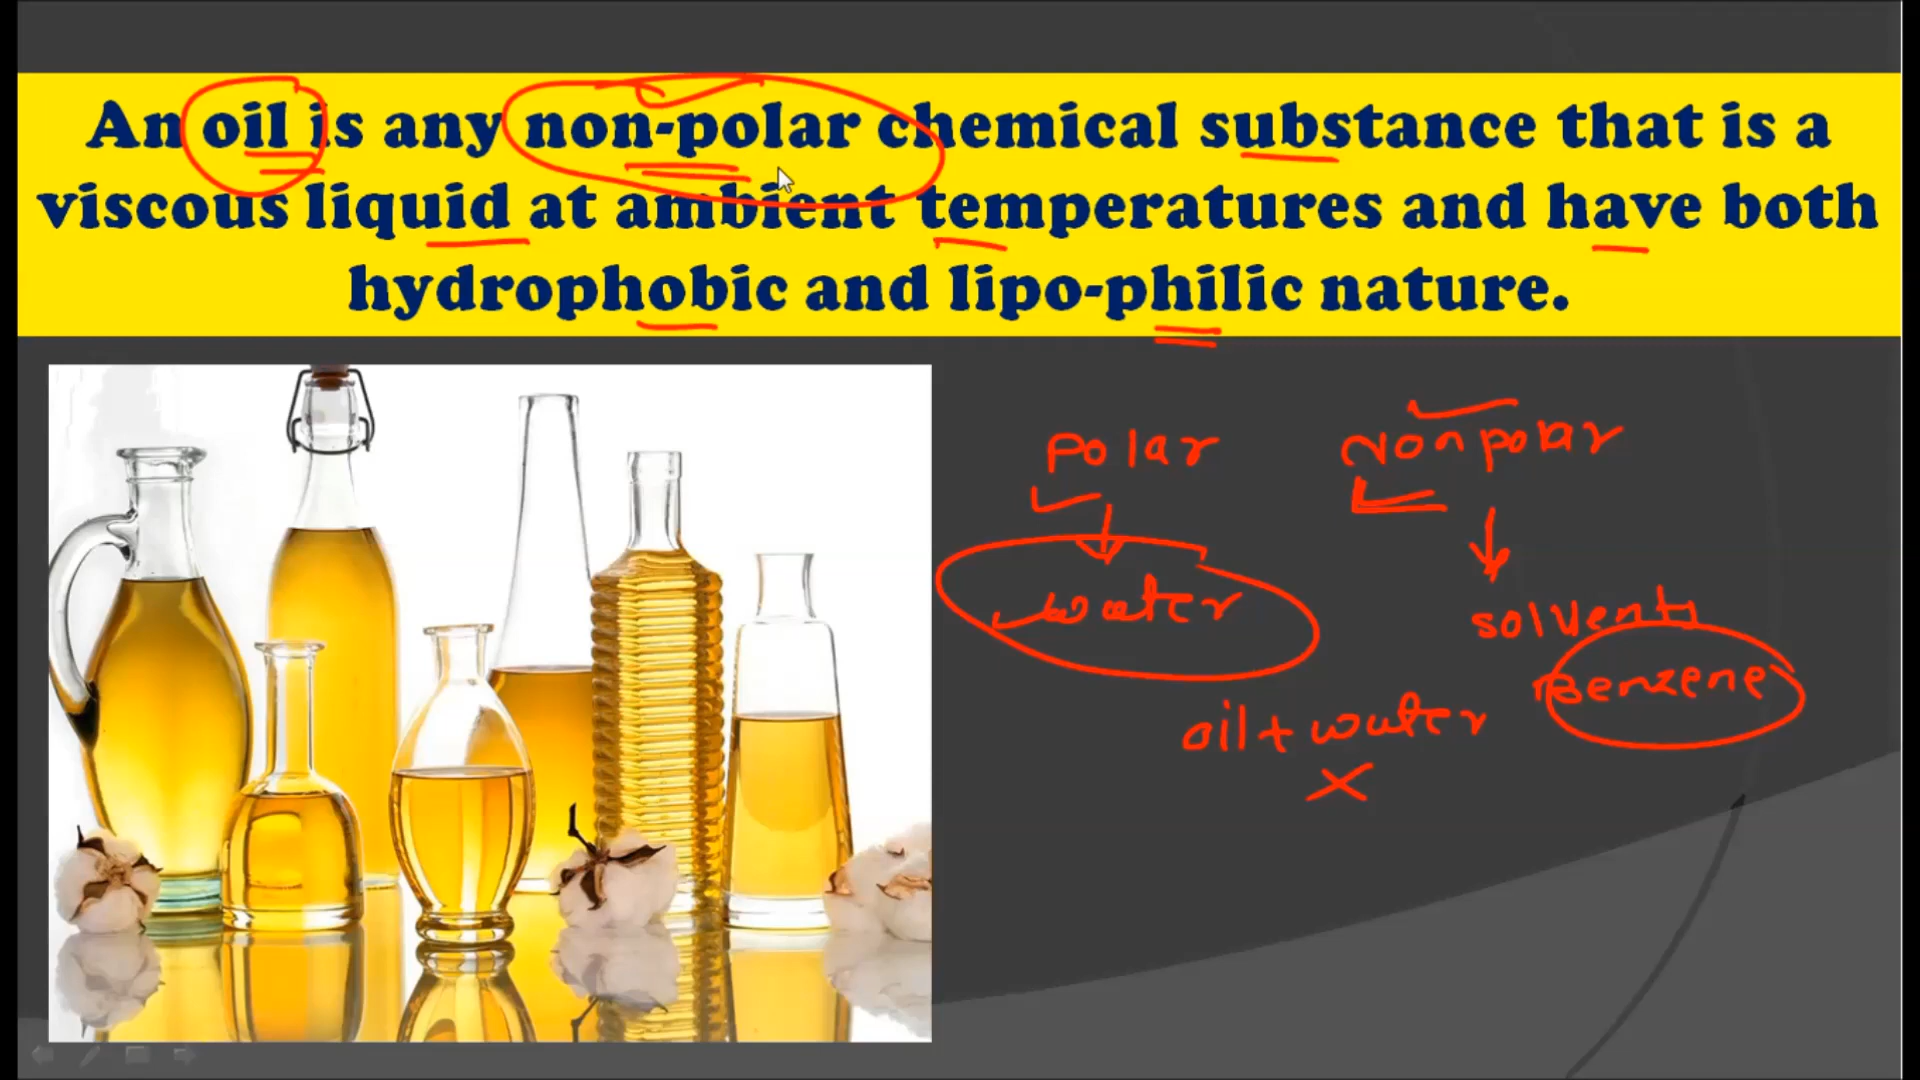 An oil is any non-polar chemical substance that is a
viscous liquid at ambient temperatures and have both
hydrophobic and lipo-philic nature.
Polar Nonpolar
water
solvents
Benzene
oil + water